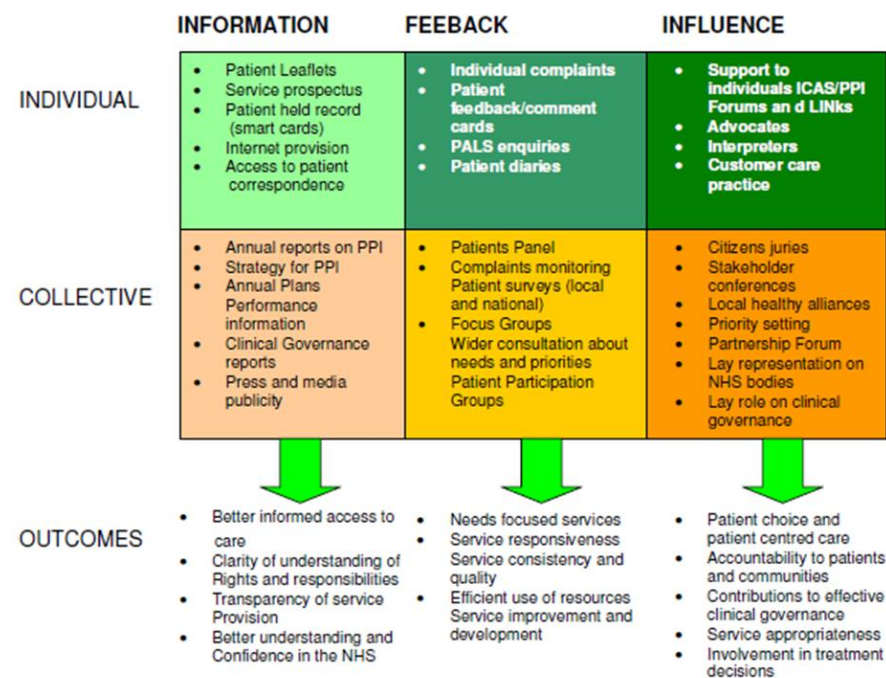 INFORMATION
FEEBACK
INFLUENCE
INDIVIDUAL
• Patient Leaflets
• Service prospectus
• Patient held record
(smart cards)
• Internet provision
• Access to patient
correspondence
• Individual complaints
• Patient
feedback/comment
cards
• PALS enquiries
• Patient diaries
• Support to
individuals ICAS/PPI
Forums an d LINks
• Advocates
• Interpreters
• Customer care
practice
COLLECTIVE
• Annual reports on PPI
• Strategy for PPI
• Annual Plans
Performance
information
• Clinical Governance
reports
• Press and media
publicity
• Patients Panel
• Complaints monitoring
Patient surveys (local
and national)
• Focus Groups
Wider consultation about
needs and priorities
Patient Participation
Groups
• Citizens juries
• Stakeholder
conferences
• Local healthy alliances
• Priority setting
• Partnership Forum
• Lay representation on
NHS bodies
• Lay role on clinical
governance
OUTCOMES
• Better informed access to
care
• Clarity of understanding of
Rights and responsibilities
• Transparency of service
Provision
• Better understanding and
Confidence in the NHS
• Needs focused services
• Service responsiveness
Service consistency and
quality
• Efficient use of resources
Service improvement and
development
• Patient choice and
patient centred care
• Accountability to patients
and communities
• Contributions to effective
clinical governance
• Service appropriateness
• Involvement in treatment
decisions